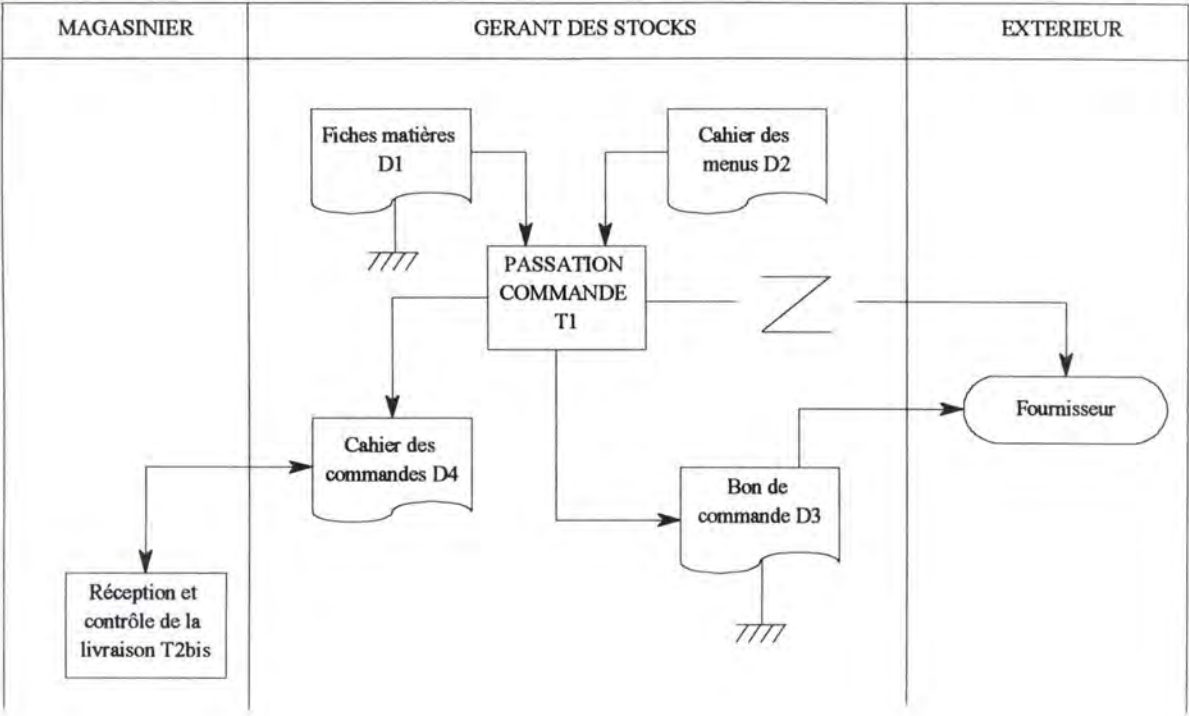 MAGASINIER
GERANT DES STOCKS
EXTERIEUR
Fiches matières
D1
Cahier des
menus D2
PASSATION
COMMANDE
T1
Fournisseur
Cahier des
commandes D4
Bon de
commande D3
Réception et
contrôle de la
livraison T2bis